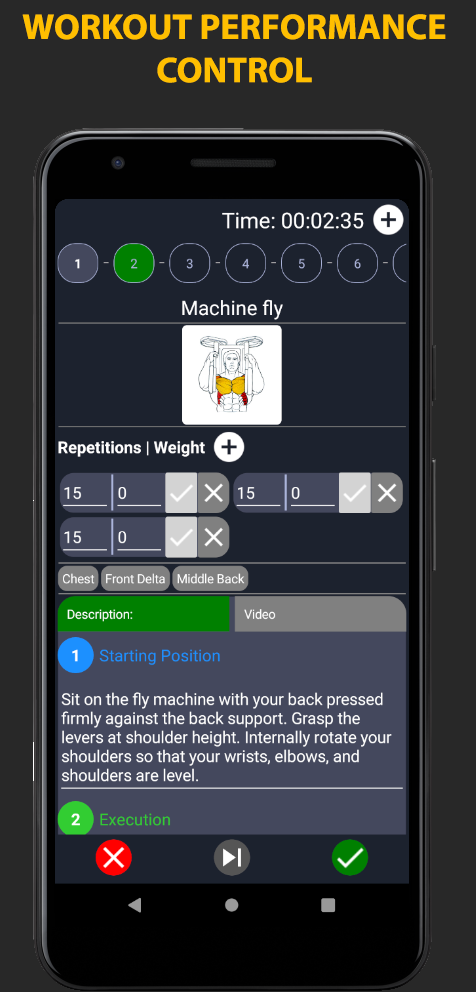 WORKOUT PERFORMANCE
CONTROL
Time: 00:02:35
1 - 2 - 3 - 4 - 5 - 6 -
Machine fly
Repetitions | Weight
15 0 15 0
15 0
Chest Front Delta Middle Back
Description: Video
1 Starting Position
Sit on the fly machine with your back pressed
firmly against the back support. Grasp the
levers at shoulder height. Internally rotate your
shoulders so that your wrists, elbows, and
shoulders are level.
2 Execution